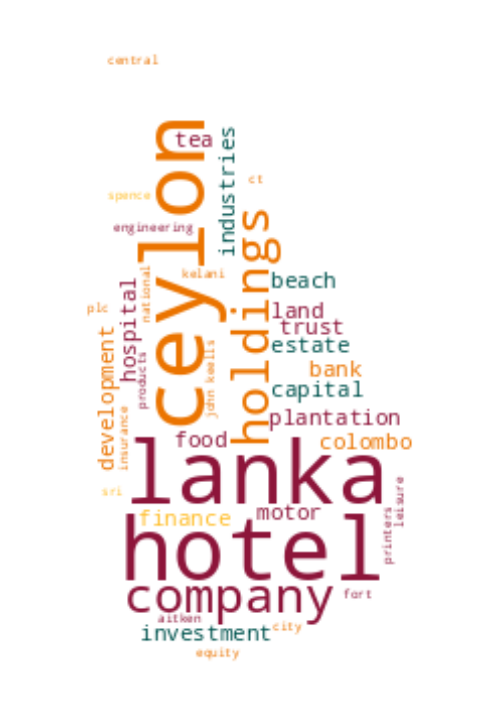 central
ceylon
tea
industries
ct
spence
holdings
engineering
kelani
national
beach
hospital
plc
land
trust
development
john keells
estate
products
bank
capital
insurance
plantation
food
colombo
lanka
sri
finance
motor
leisure
printers
hotel
company
fort
aitken
investment
city
equity